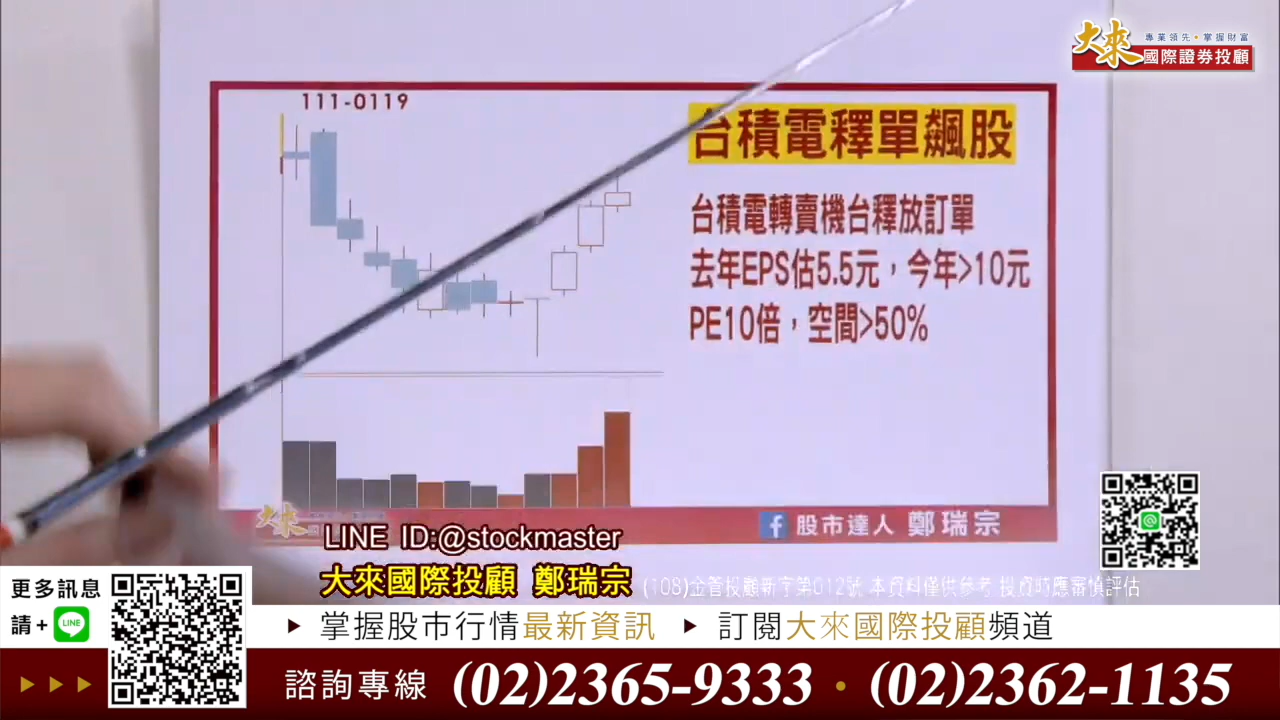 大來
專業領先•掌握財富
國際證券投顧
111-0119
台積電釋單飆股
台積電轉賣機台釋放訂單
去年EPS估5.5元，今年>10元
PE10倍，空間>50%
大來
股市達人 鄭瑞宗
LINE ID:@stockmaster
大來國際投顧 鄭瑞宗
(108)金管投顧新字第012號 本資料僅供參考 投資時應審慎評估
更多訊息
請+
LINE
掌握股市行情最新資訊
訂閱大來國際投顧頻道
諮詢專線 (02)2365-9333 • (02)2362-1135